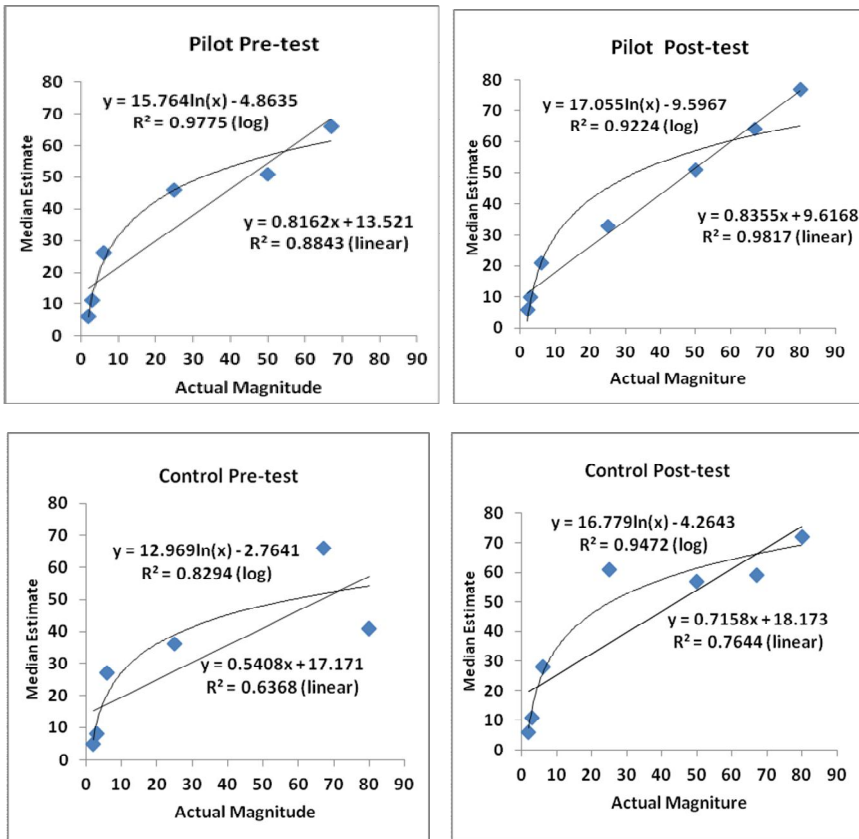 Pilot Pre-test
80
70
60
50
40
30
20
10
0
Median Estimate
y = 15.764ln(x) - 4.8635
R² = 0.9775 (log)
y = 0.8162x + 13.521
R² = 0.8843 (linear)
0 10 20 30 40 50 60 70 80 90
Actual Magnitude
Pilot Post-test
80
70
60
50
40
30
20
10
0
Median Estimate
y = 17.055ln(x) - 9.5967
R² = 0.9224 (log)
y = 0.8355x + 9.6168
R² = 0.9817 (linear)
0 10 20 30 40 50 60 70 80 90
Actual Magniture
Control Pre-test
80
70
60
50
40
30
20
10
0
Median Estimate
y = 12.969ln(x) - 2.7641
R² = 0.8294 (log)
y = 0.5408x + 17.171
R² = 0.6368 (linear)
0 10 20 30 40 50 60 70 80 90
Actual Magnitude
Control Post-test
80
70
60
50
40
30
20
10
0
Median Estimate
y = 16.779ln(x) - 4.2643
R² = 0.9472 (log)
y = 0.7158x + 18.173
R² = 0.7644 (linear)
0 10 20 30 40 50 60 70 80 90
Actual Magniture